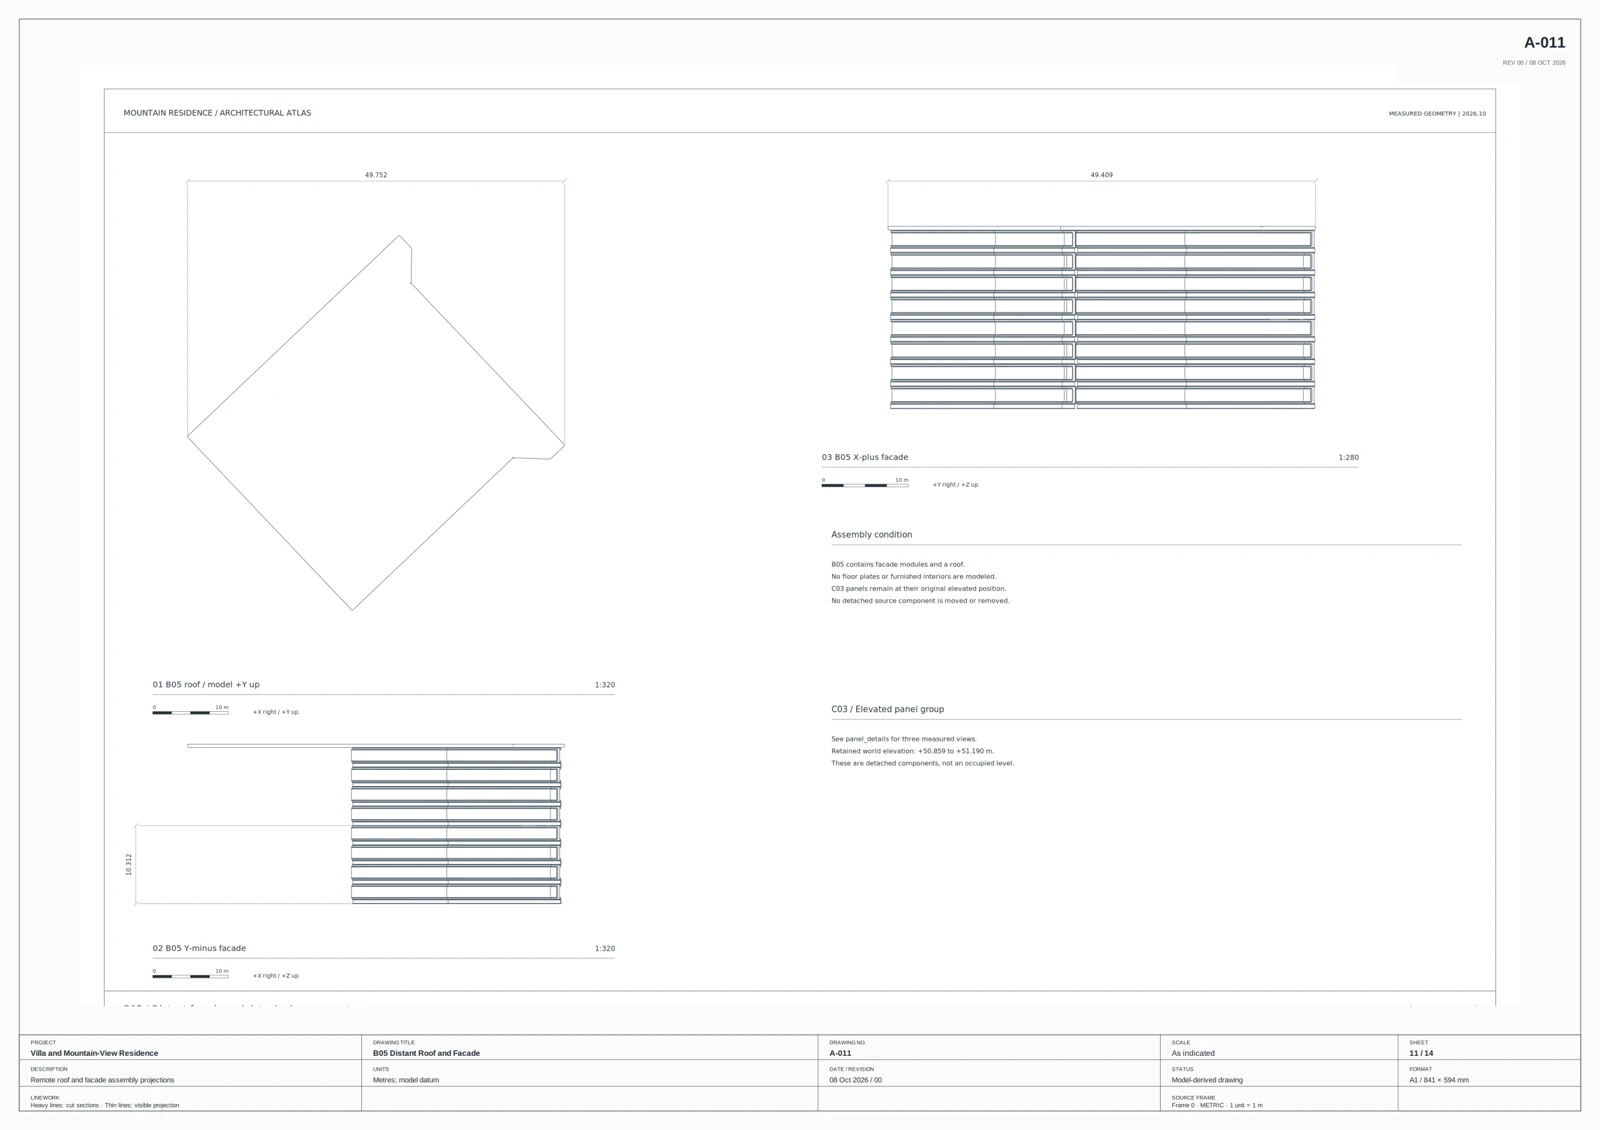 A-011
REV 00 / 08 OCT 2026
MOUNTAIN RESIDENCE / ARCHITECTURAL ATLAS
MEASURED GEOMETRY | 2026.10
49.752
49.409
03 B05 X-plus facade
1:280
0
10 m
+Y right / +Z up
Assembly condition
B05 contains facade modules and a roof.
No floor plates or furnished interiors are modeled.
C03 panels remain at their original elevated position.
No detached source component is moved or removed.
01 B05 roof / model +Y up
1:320
0
10 m
+X right / +Y up
C03 / Elevated panel group
See panel_details for three measured views.
Retained world elevation: +50.859 to +51.190 m.
These are detached components, not an occupied level.
10.312
02 B05 Y-minus facade
1:320
0
10 m
+X right / +Z up
PROJECT
Villa and Mountain-View Residence
DRAWING TITLE
B05 Distant Roof and Facade
DRAWING NO.
A-011
SCALE
As indicated
SHEET
11 / 14
DESCRIPTION
Remote roof and facade assembly projections
UNITS
Metres; model datum
DATE / REVISION
08 Oct 2026 / 00
STATUS
Model-derived drawing
FORMAT
A1 / 841 × 594 mm
LINEWORK
Heavy lines: cut sections · Thin lines: visible projection
SOURCE FRAME
Frame 0 · METRIC · 1 unit = 1 m